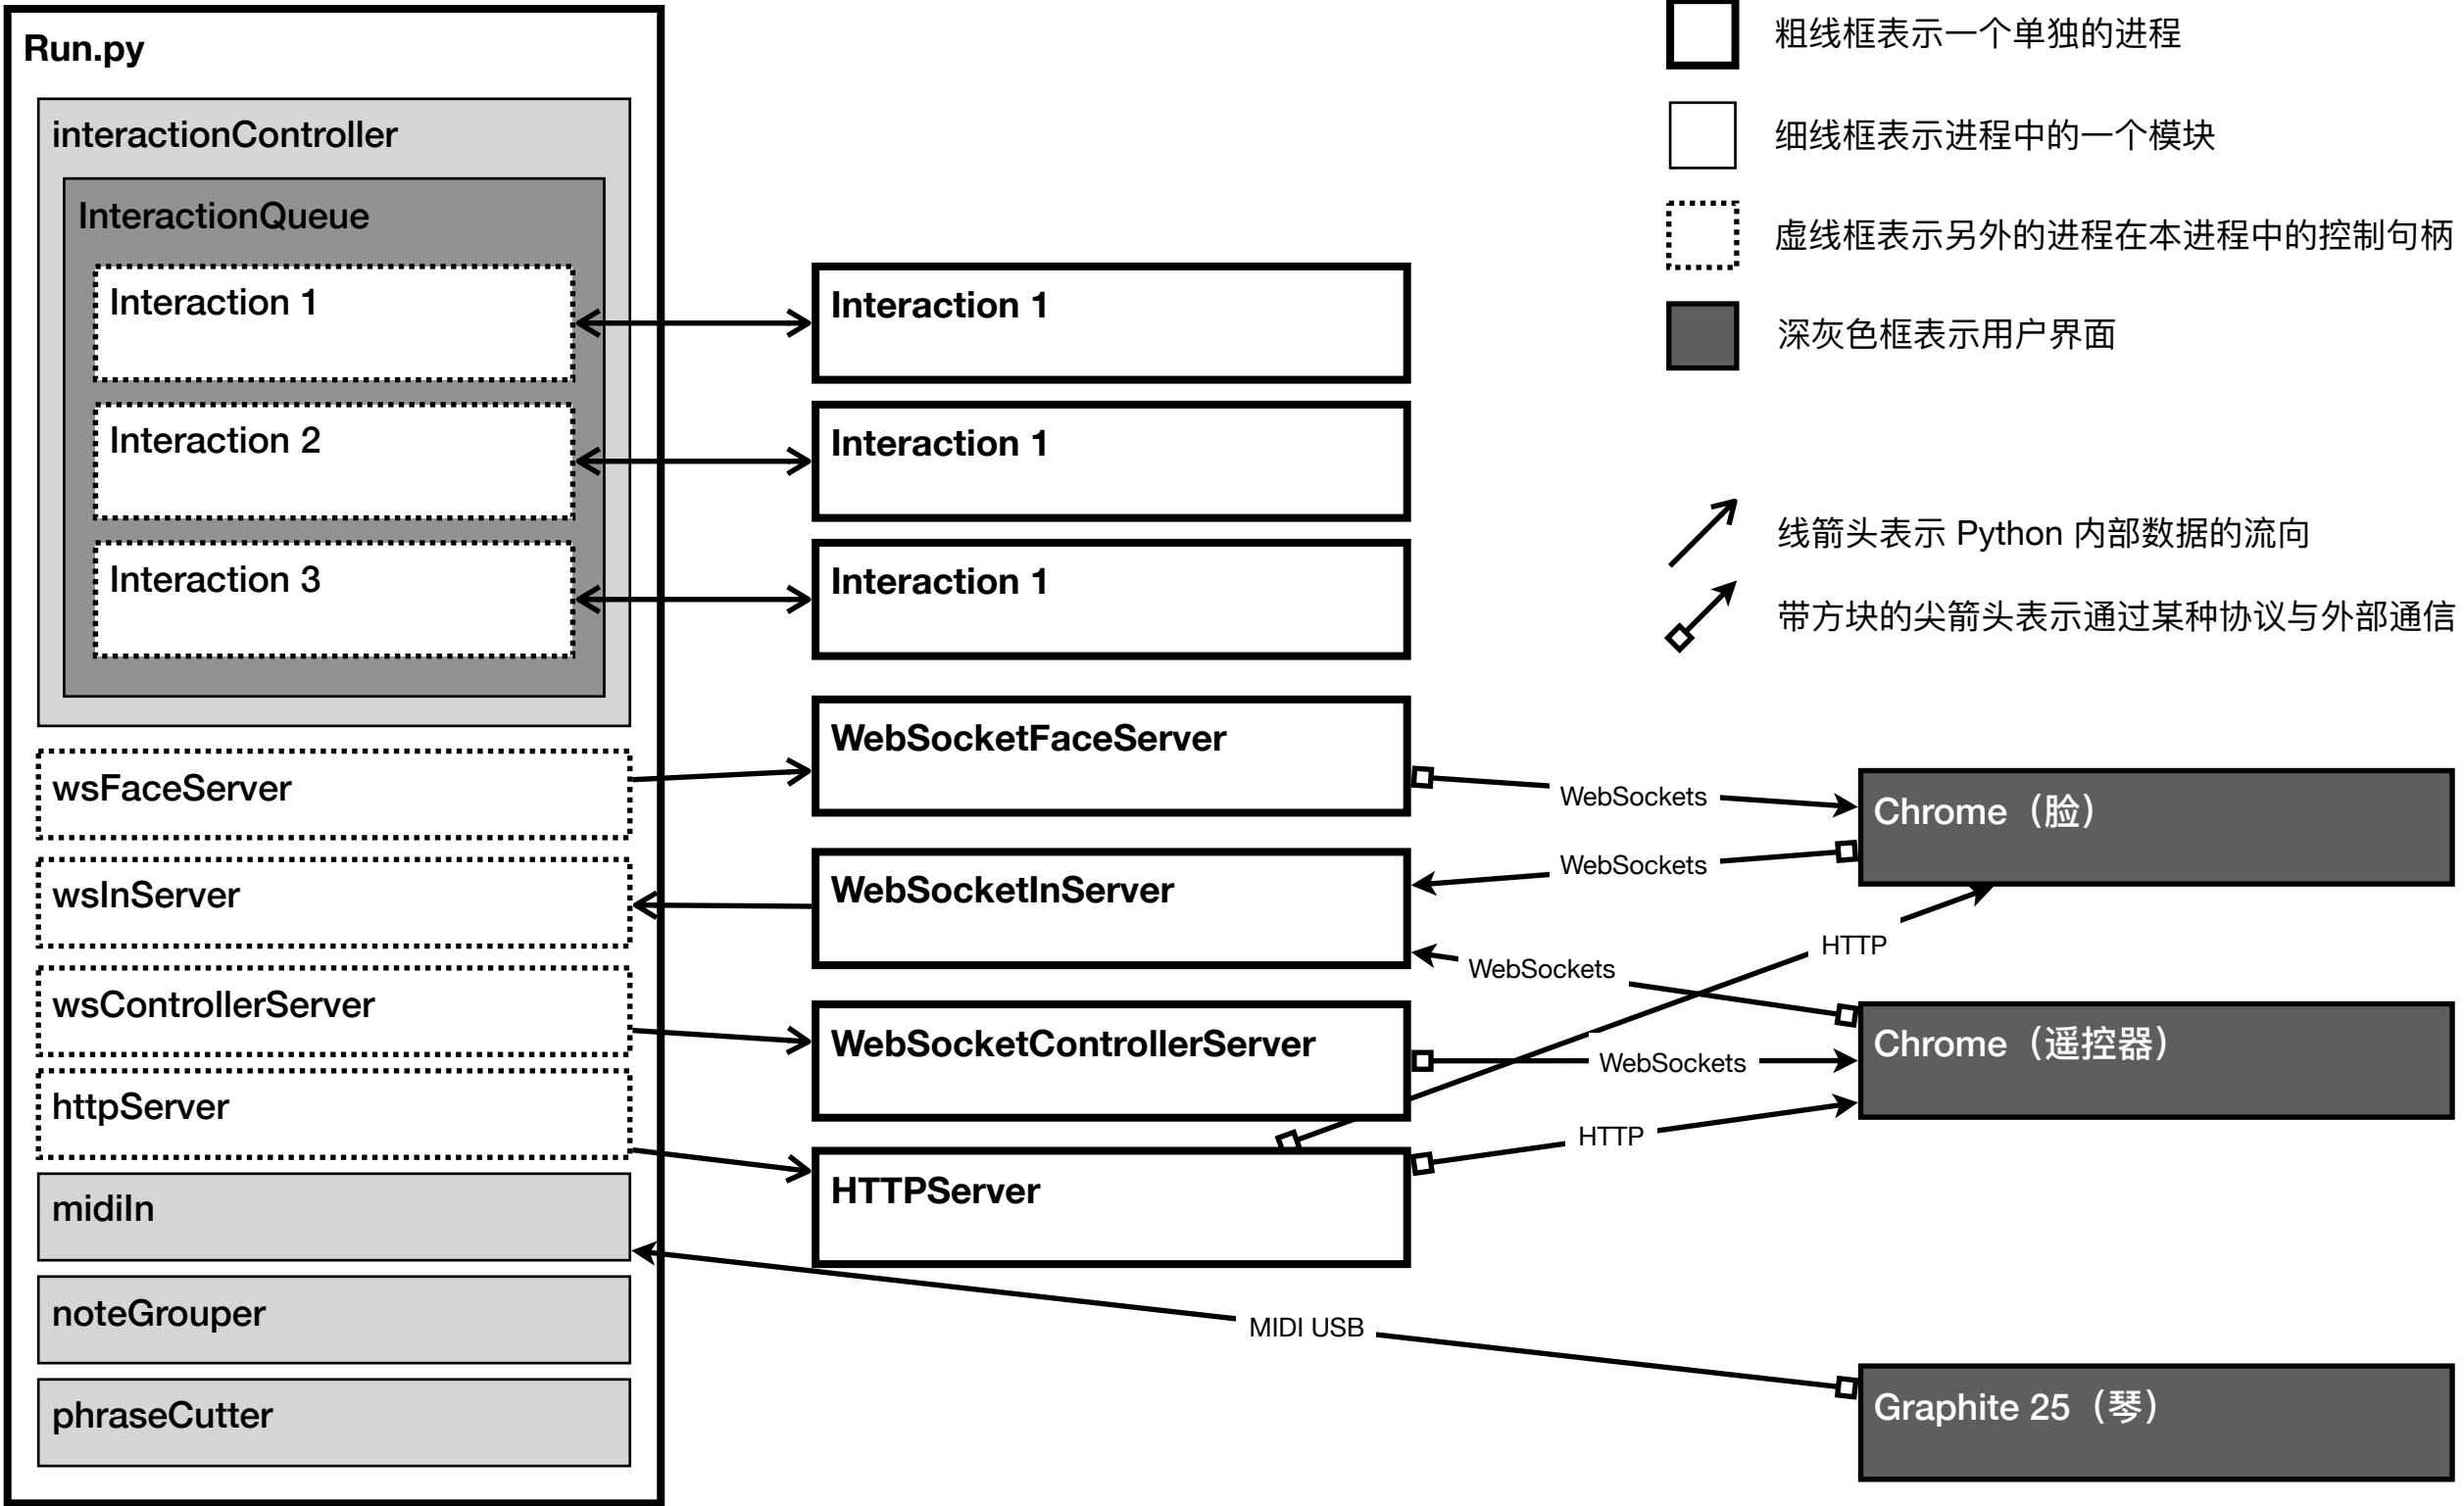 Run.py
interactionController
InteractionQueue
Interaction 1
Interaction 2
Interaction 3
wsFaceServer
wsInServer
wsControllerServer
httpServer
midiIn
noteGrouper
phraseCutter
Interaction 1
Interaction 1
Interaction 1
WebSocketFaceServer
WebSocketInServer
WebSocketControllerServer
HTTPServer
WebSockets
WebSockets
HTTP
WebSockets
WebSockets
HTTP
MIDI USB
粗线框表示一个单独的进程
细线框表示进程中的一个模块
虚线框表示另外的进程在本进程中的控制句柄
深灰色框表示用户界面
线箭头表示 Python 内部数据的流向
带方块的尖箭头表示通过某种协议与外部通信
Chrome（脸）
Chrome（遥控器）
Graphite 25（琴）